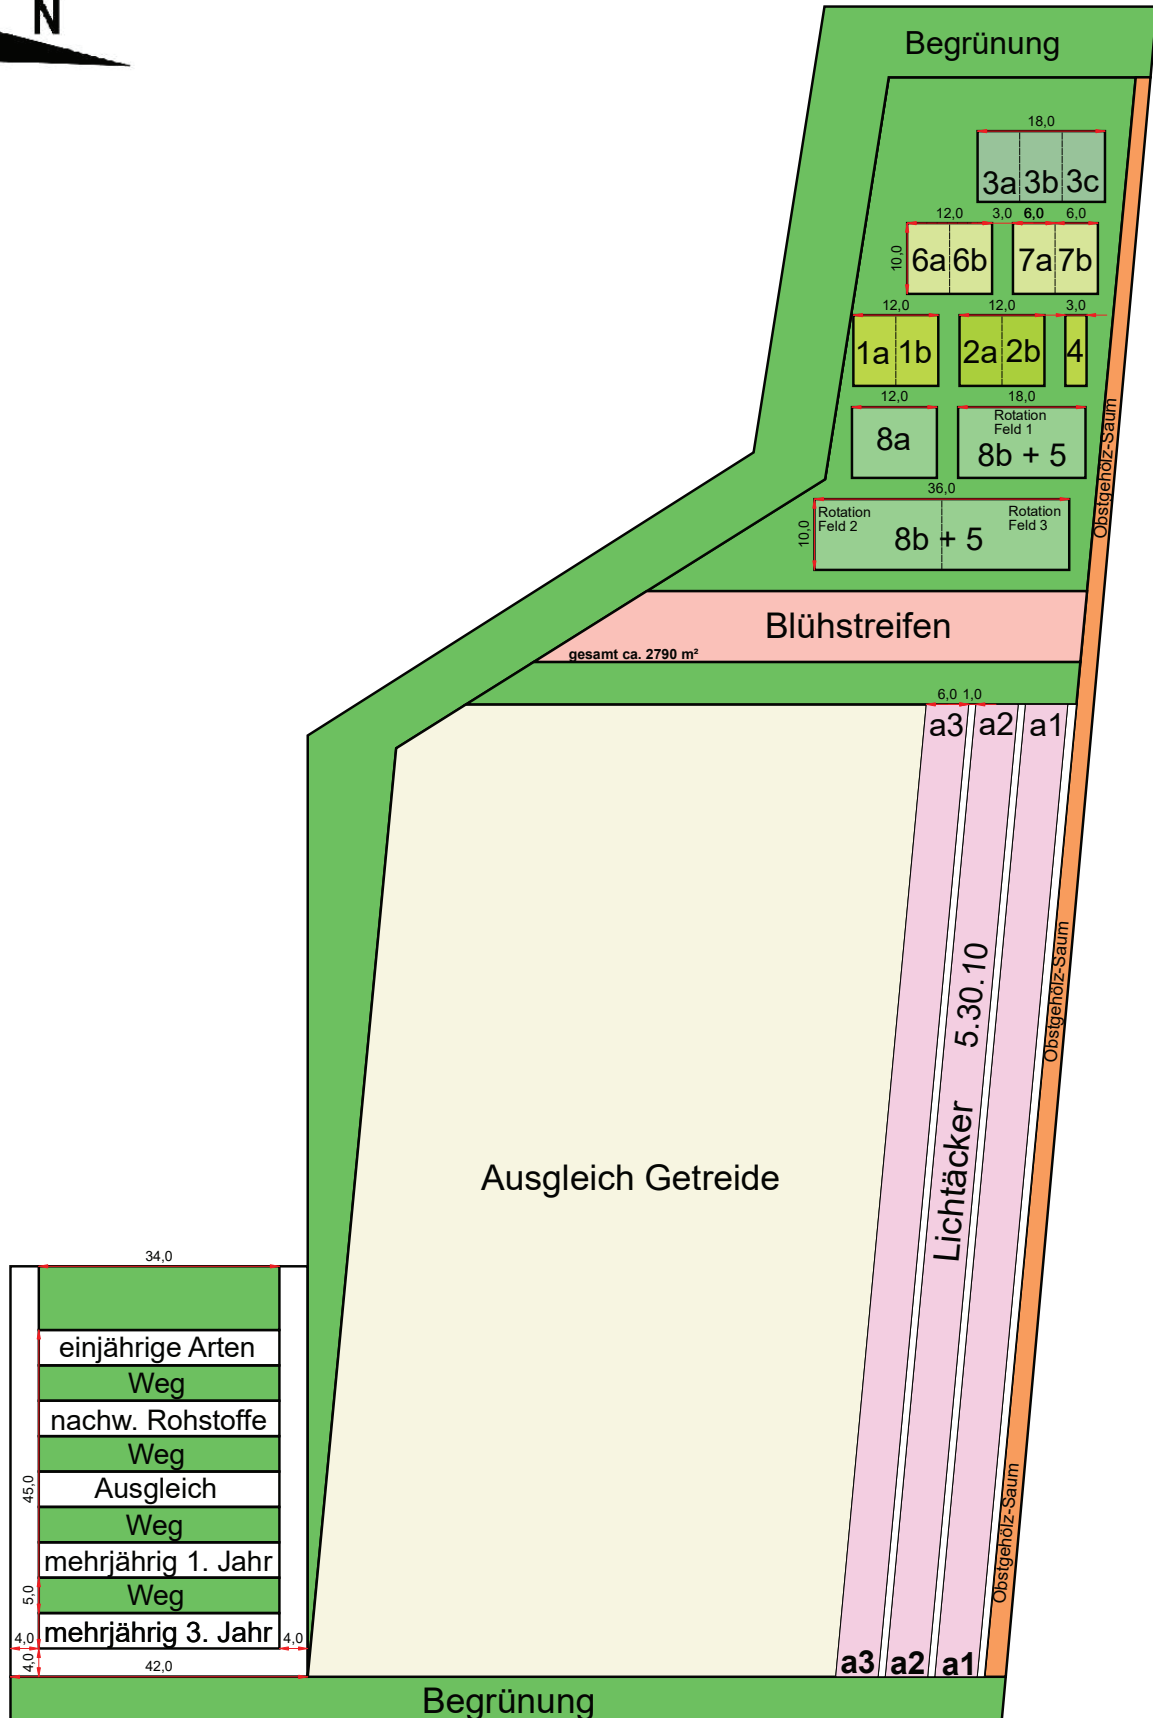 N
Begrünung
18,0
3a 3b 3c
12,0 3,0 6,0 6,0
10,0
6a 6b 7a 7b
12,0 12,0 3,0
1a 1b 2a 2b 4
12,0 18,0
8a
Rotation
Feld 1
8b + 5
Obstgehölz-Saum
36,0
10,0
Rotation
Feld 2
8b + 5
Rotation
Feld 3
Blühstreifen
gesamt ca. 2790 m²
6,0 1,0
a3 a2 a1
Obstgehölz-Saum
Lichtäcker 5.30.10
Ausgleich Getreide
34,0
einjährige Arten
Weg
nachw. Rohstoffe
Weg
45,0
Ausgleich
Weg
mehrjährig 1. Jahr
5,0
Weg
mehrjährig 3. Jahr
4,0 4,0
4,0
42,0
Obstgehölz-Saum
a3 a2 a1
Begrünung